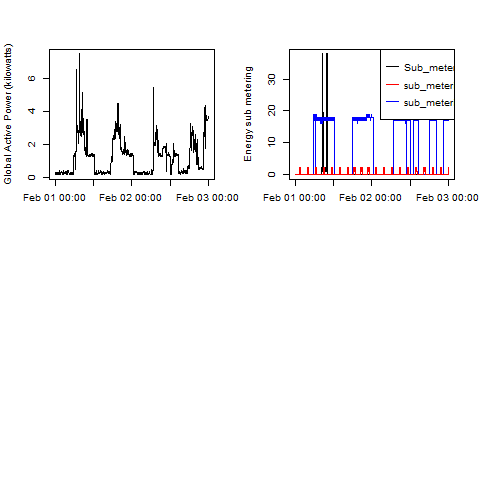 Global Active Power (kilowatts)
0
2
4
6
Feb 01 00:00
Feb 02 00:00
Feb 03 00:00
Energy sub metering
0
10
20
30
Sub_meter
sub_meter
sub_meter
Feb 01 00:00
Feb 02 00:00
Feb 03 00:00